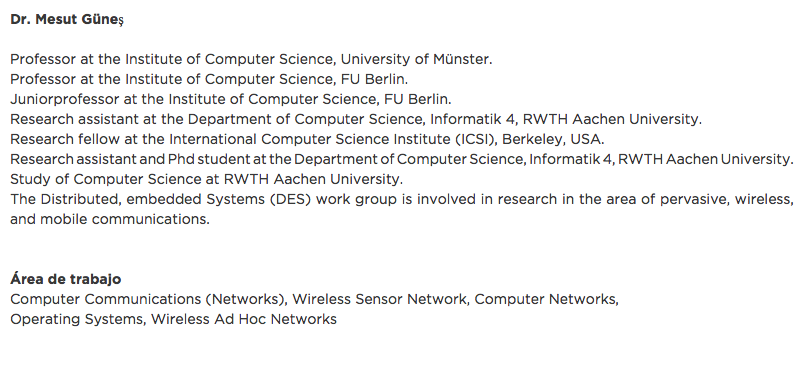 Dr. Mesut Güneş
Professor at the Institute of Computer Science, University of Münster.
Professor at the Institute of Computer Science, FU Berlin.
Juniorprofessor at the Institute of Computer Science, FU Berlin.
Research assistant at the Department of Computer Science, Informatik 4, RWTH Aachen University.
Research fellow at the International Computer Science Institute (ICSI), Berkeley, USA.
Research assistant and Phd student at the Department of Computer Science, Informatik 4, RWTH Aachen University.
Study of Computer Science at RWTH Aachen University.
The Distributed, embedded Systems (DES) work group is involved in research in the area of pervasive, wireless,
and mobile communications.
Área de trabajo
Computer Communications (Networks), Wireless Sensor Network, Computer Networks,
Operating Systems, Wireless Ad Hoc Networks